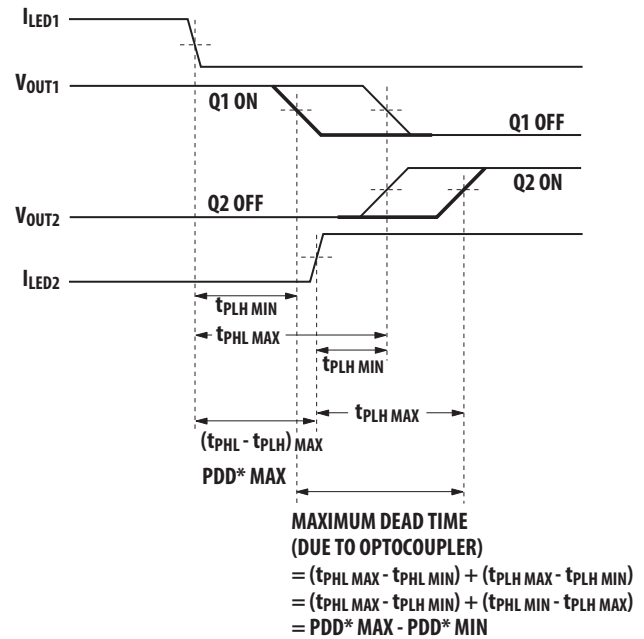 ILED1
VOUT1
Q1 ON
Q1 OFF
Q2 ON
Q2 OFF
VOUT2
ILED2
tPLH MIN
tPHL MAX
tPLH MIN
tPLH MAX
(tPHL - tPLH) MAX
PDD* MAX
MAXIMUM DEAD TIME
(DUE TO OPTOCOUPLER)
= (tPHL MAX - tPHL MIN) + (tPLH MAX - tPLH MIN)
= (tPHL MAX - tPLH MIN) + (tPHL MIN - tPLH MAX)
= PDD* MAX - PDD* MIN